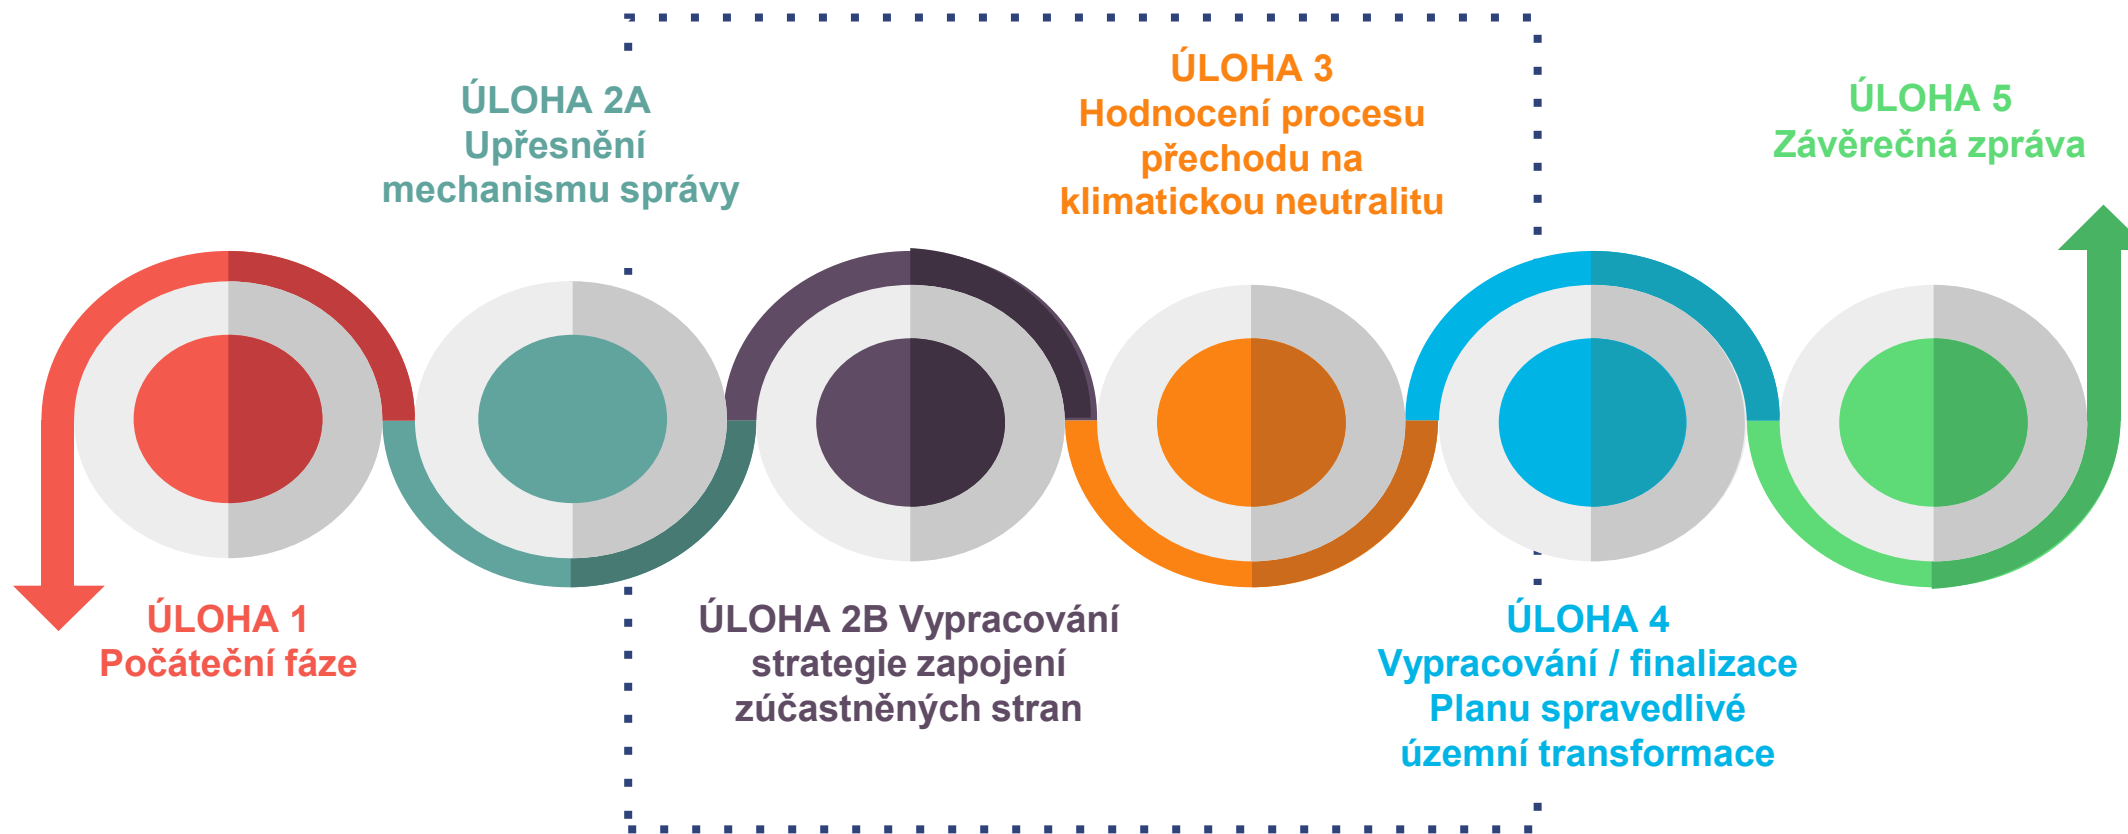 ÚLOHA 1
Počáteční fáze
ÚLOHA 2A
Upřesnění
mechanismu správy
ÚLOHA 2B Vypracování
strategie zapojení
zúčastněných stran
ÚLOHA 3
Hodnocení procesu
přechodu na
klimatickou neutralitu
ÚLOHA 4
Vypracování / finalizace
Planu spravedlivé
územní transformace
ÚLOHA 5
Závěrečná zpráva